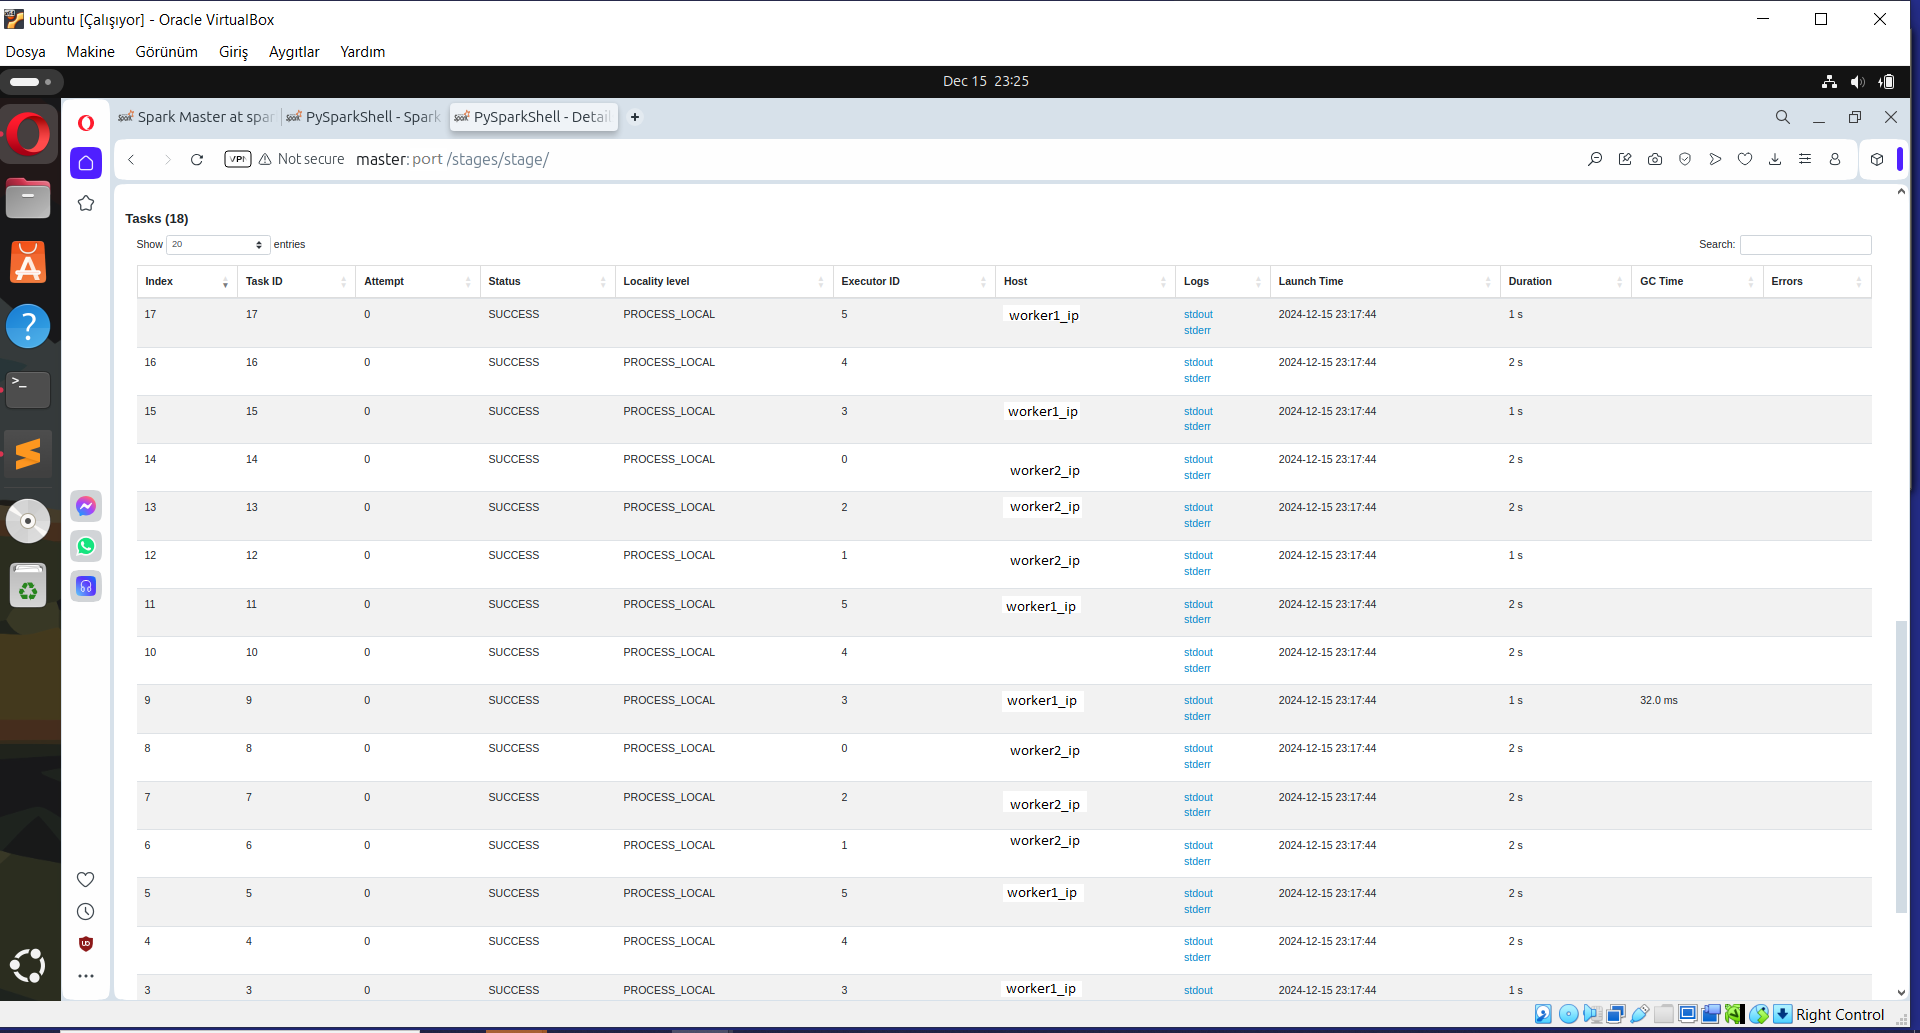 ubuntu [Çalışıyor] - Oracle VirtualBox
Dosya Makine Görünüm Giriş Aygıtlar Yardım
Dec 15 23:25
Spark Master at spar PySparkShell - Spark PySparkShell - Detail
VPN Not secure master:port /stages/stage/
Tasks (18)
Show 20 entries Search:
Index Task ID Attempt Status Locality level Executor ID Host Logs Launch Time Duration GC Time Errors
17 17 0 SUCCESS PROCESS_LOCAL 5 worker1_ip stdout 2024-12-15 23:17:44 1 s
stderr
16 16 0 SUCCESS PROCESS_LOCAL 4 stdout 2024-12-15 23:17:44 2 s
stderr
15 15 0 SUCCESS PROCESS_LOCAL 3 worker1_ip stdout 2024-12-15 23:17:44 1 s
stderr
14 14 0 SUCCESS PROCESS_LOCAL 0 worker2_ip stdout 2024-12-15 23:17:44 2 s
stderr
13 13 0 SUCCESS PROCESS_LOCAL 2 worker2_ip stdout 2024-12-15 23:17:44 2 s
stderr
12 12 0 SUCCESS PROCESS_LOCAL 1 worker2_ip stdout 2024-12-15 23:17:44 1 s
stderr
11 11 0 SUCCESS PROCESS_LOCAL 5 worker1_ip stdout 2024-12-15 23:17:44 2 s
stderr
10 10 0 SUCCESS PROCESS_LOCAL 4 stdout 2024-12-15 23:17:44 2 s
stderr
9 9 0 SUCCESS PROCESS_LOCAL 3 worker1_ip stdout 2024-12-15 23:17:44 1 s 32.0 ms
stderr
8 8 0 SUCCESS PROCESS_LOCAL 0 worker2_ip stdout 2024-12-15 23:17:44 2 s
stderr
7 7 0 SUCCESS PROCESS_LOCAL 2 worker2_ip stdout 2024-12-15 23:17:44 2 s
stderr
6 6 0 SUCCESS PROCESS_LOCAL 1 worker2_ip stdout 2024-12-15 23:17:44 2 s
stderr
5 5 0 SUCCESS PROCESS_LOCAL 5 worker1_ip stdout 2024-12-15 23:17:44 2 s
stderr
4 4 0 SUCCESS PROCESS_LOCAL 4 stdout 2024-12-15 23:17:44 2 s
stderr
3 3 0 SUCCESS PROCESS_LOCAL 3 worker1_ip stdout 2024-12-15 23:17:44 1 s
Right Control